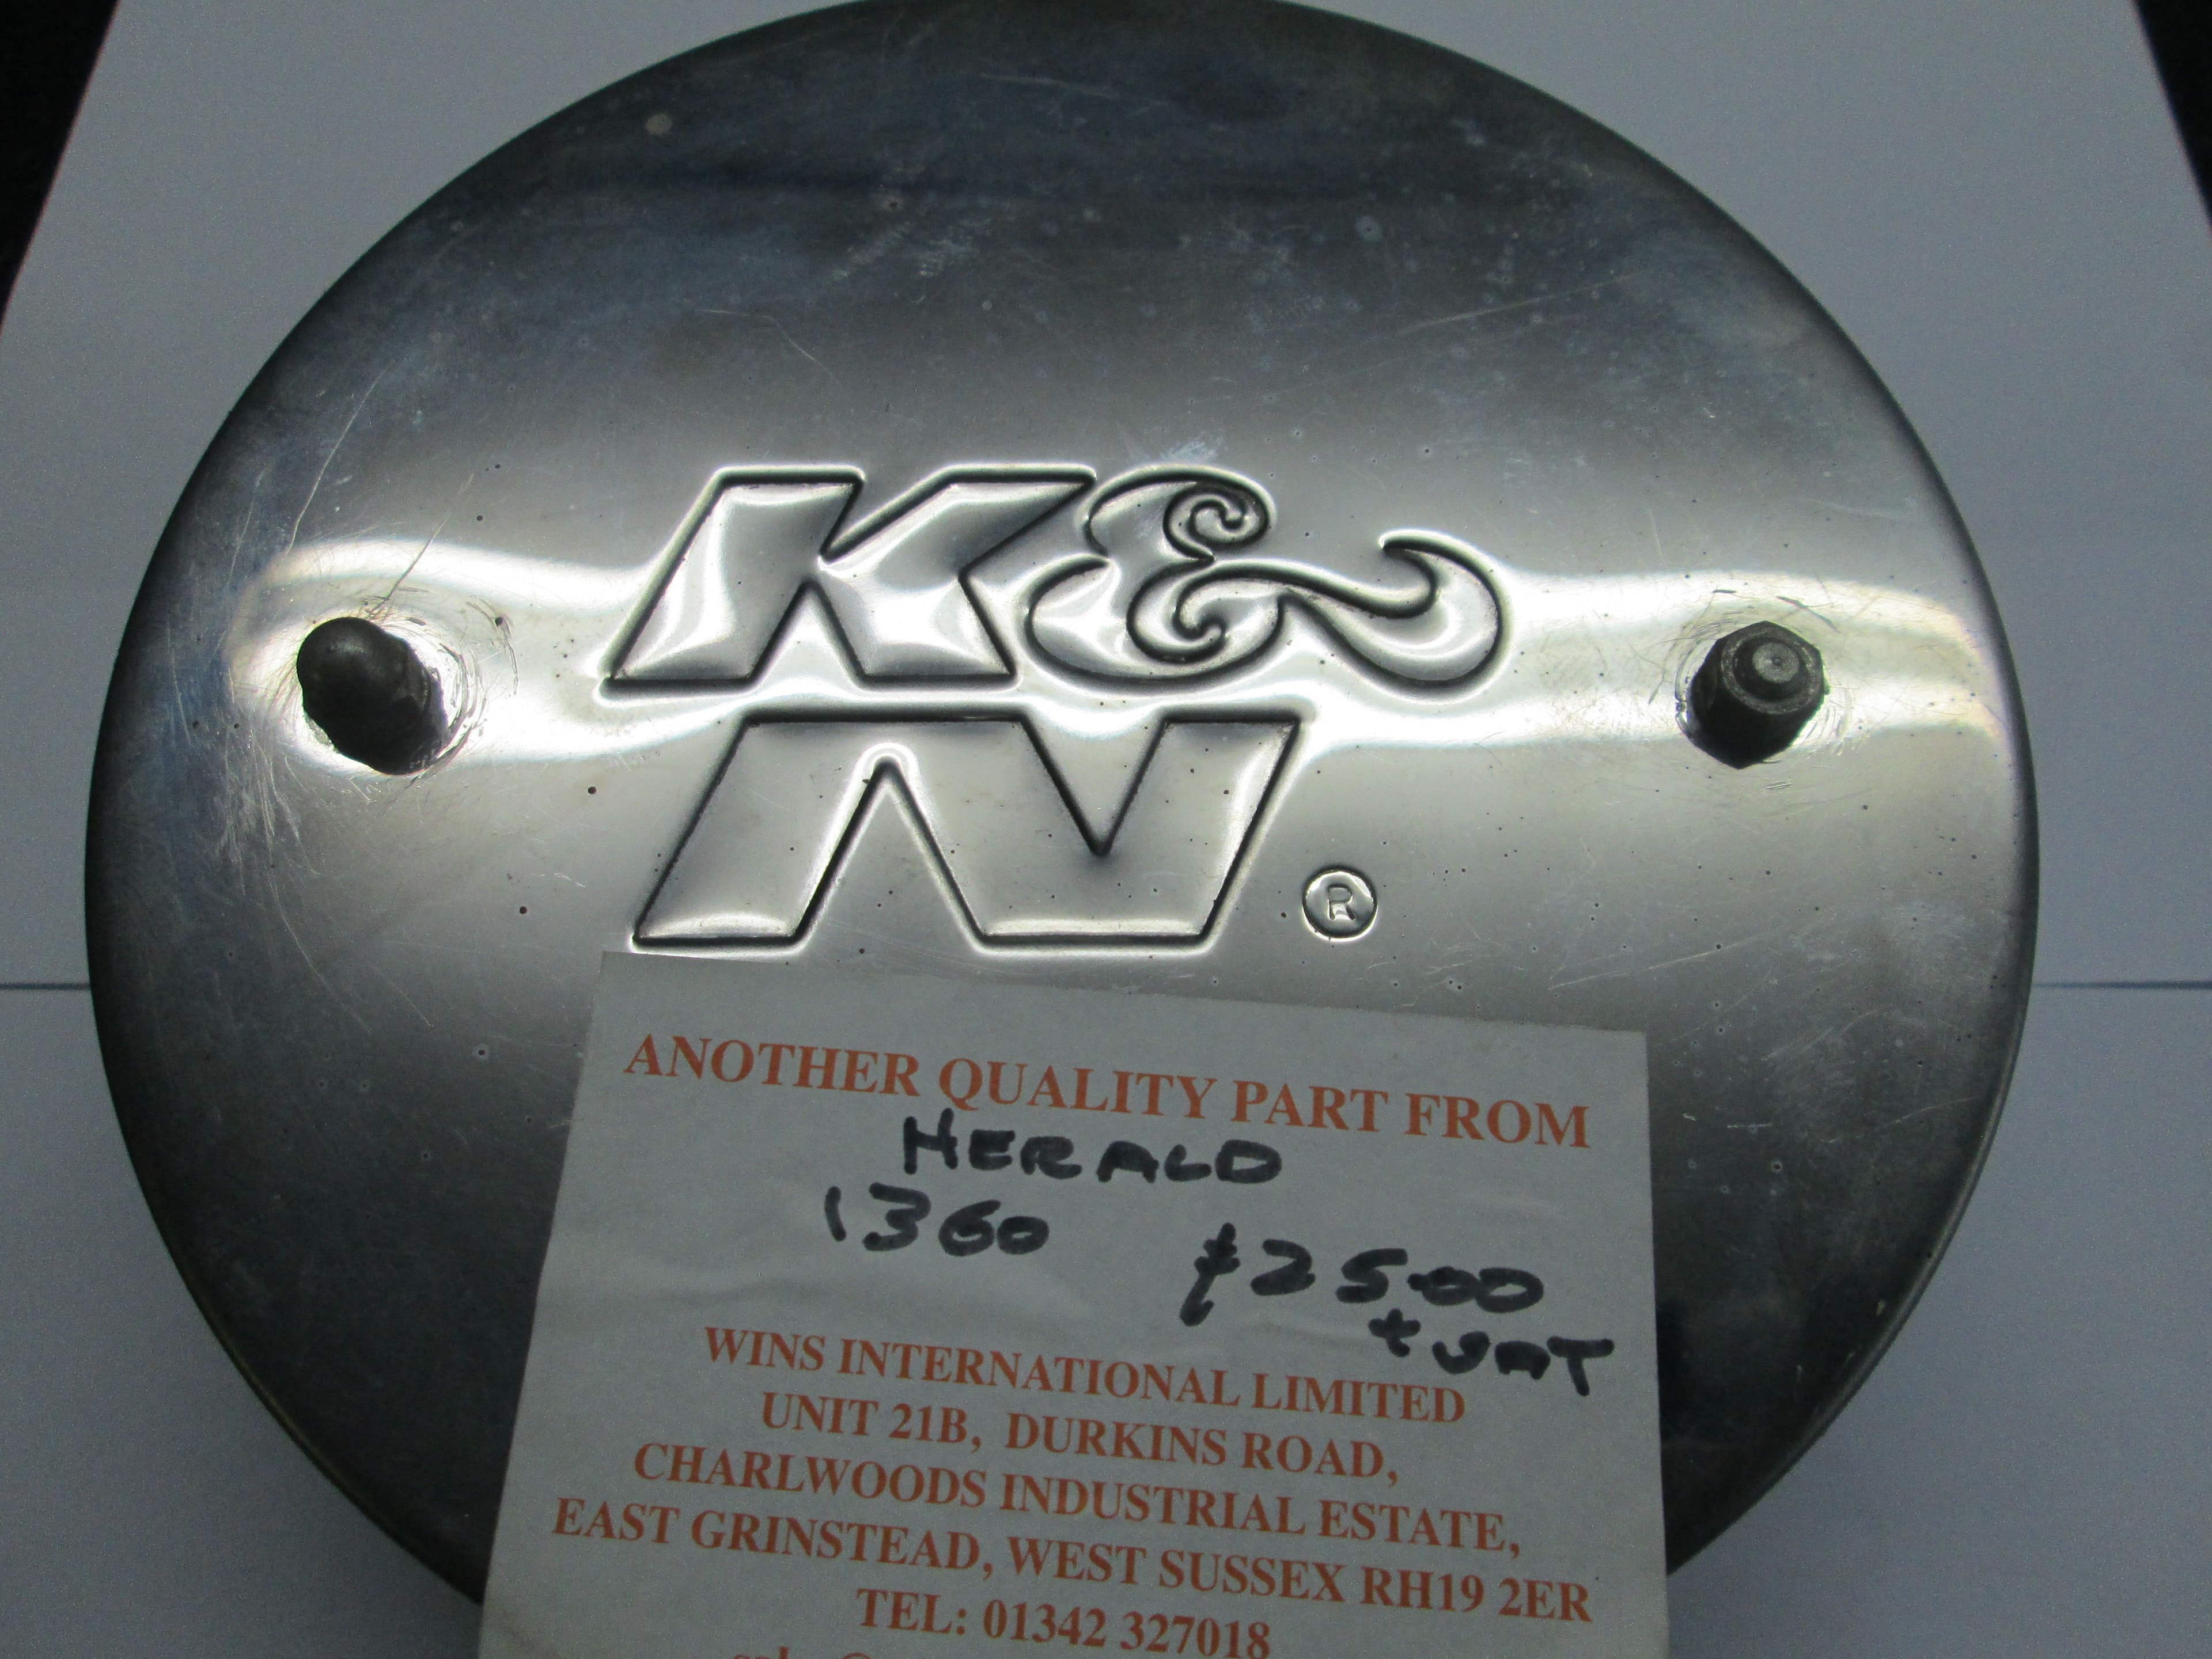 K&
N®
ANOTHER QUALITY PART FROM
HERALD
1360
£25.00
+ VAT
WINS INTERNATIONAL LIMITED
UNIT 21B, DURKINS ROAD,
CHARLWOODS INDUSTRIAL ESTATE,
EAST GRINSTEAD, WEST SUSSEX RH19 2ER
TEL: 01342 327018